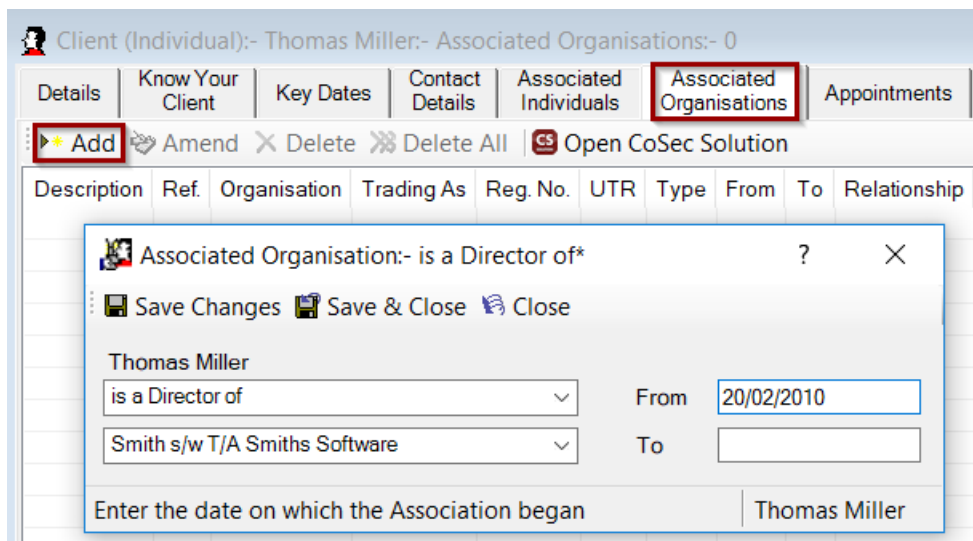 Client (Individual):- Thomas Miller:- Associated Organisations:- 0
Details Know Your Client Key Dates Contact Details Associated Individuals Associated Organisations Appointments
Add Amend Delete Delete All CS Open CoSec Solution
Description Ref. Organisation Trading As Reg. No. UTR Type From To Relationship
Associated Organisation:- is a Director of* ?
Save Changes Save & Close Close
Thomas Miller
is a Director of From 20/02/2010
Smith s/w T/A Smiths Software To
Enter the date on which the Association began Thomas Miller